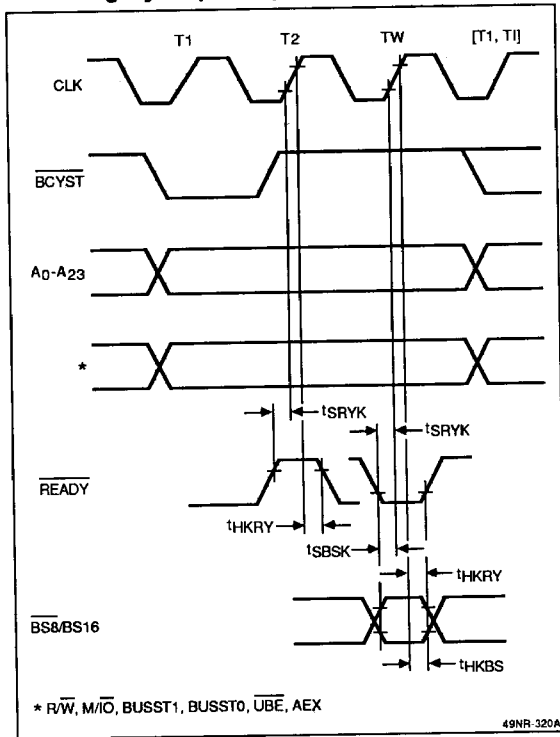 T1 T2 TW [T1, TI]
CLK
BCYST
A0-A23
*
tSRYK
tSRYK
READY
tHKRY
tSBSK
tHKRY
BS8/BS16
tHKBS
* R/W, M/IO, BUSST1, BUSST0, UBE, AEX
49NR-320A